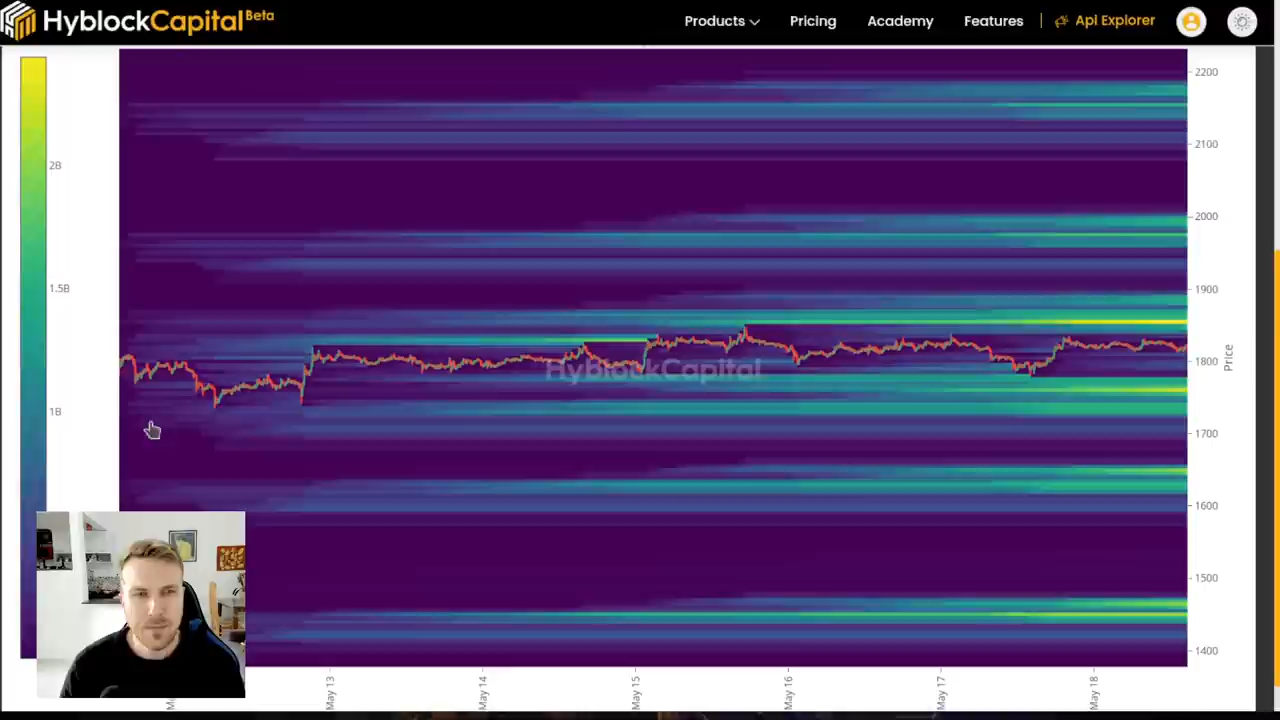 HyblockCapital Beta
Products Pricing Academy Features Api Explorer
2B
1.5B
1B
HyblockCapital
2200
2100
2000
1900
1800
1700
1600
1500
1400
Price
May 13
May 14
May 15
May 16
May 17
May 18